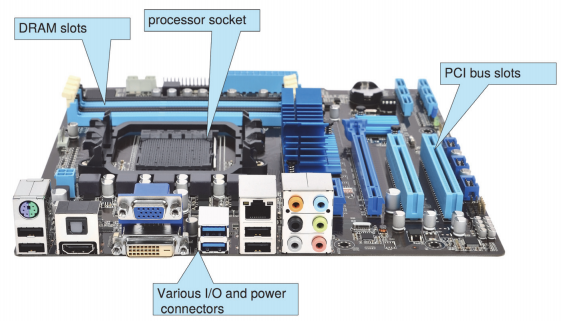 DRAM slots
processor socket
PCI bus slots
Various I/O and power
connectors